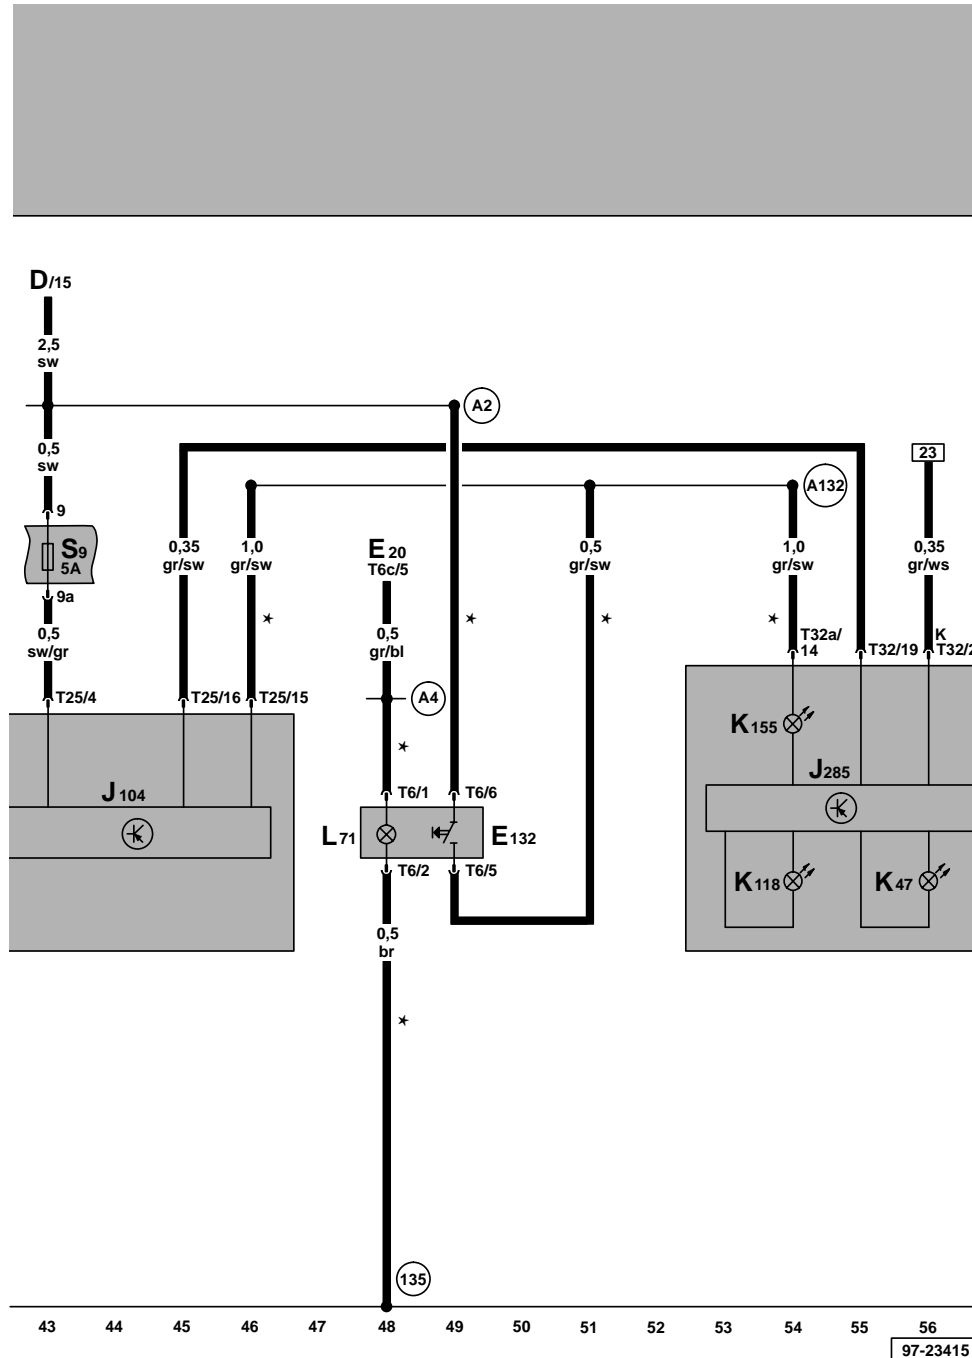 D/15
2,5
sw
A2
0,5
sw
23
A132
9
S9
5A
9a
0,35
gr/sw
1,0
gr/sw
E20
T6c/5
0,5
gr/sw
1,0
gr/sw
0,35
gr/ws
0,5
sw/gr
0,5
gr/bl
T32a/
14
T32/19
K
T32/2
T25/4
T25/16
T25/15
A4
K155
J104
T6/1
T6/6
J285
L71
E132
T6/2
T6/5
K118
K47
0,5
br
135
43 44 45 46 47 48 49 50 51 52 53 54 55 56
97-23415